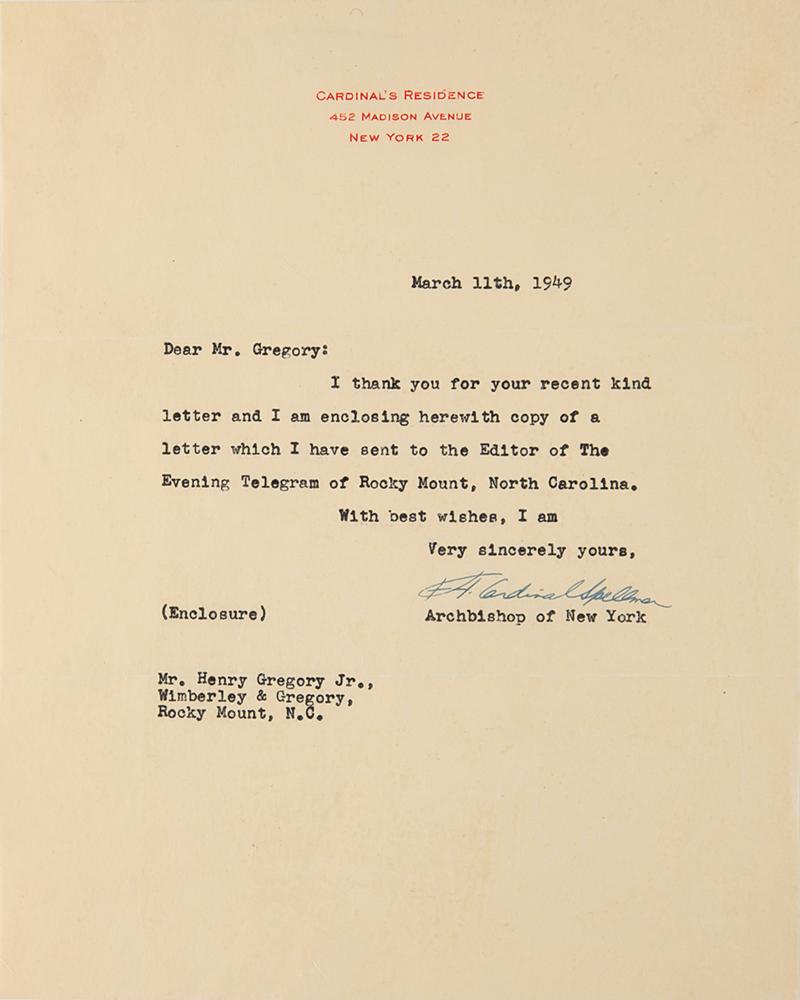 CARDINAL'S RESIDENCE
452 MADISON AVENUE
NEW YORK 22
March 11th, 1949
Dear Mr. Gregory:
I thank you for your recent kind
letter and I am enclosing herewith copy of a
letter which I have sent to the Editor of The
Evening Telegram of Rocky Mount, North Carolina.
With best wishes, I am
Very sincerely yours,
F. Cardinal Spellman
(Enclosure)
Archbishop of New York
Mr. Henry Gregory Jr.,
Wimberley & Gregory,
Rocky Mount, N.C.